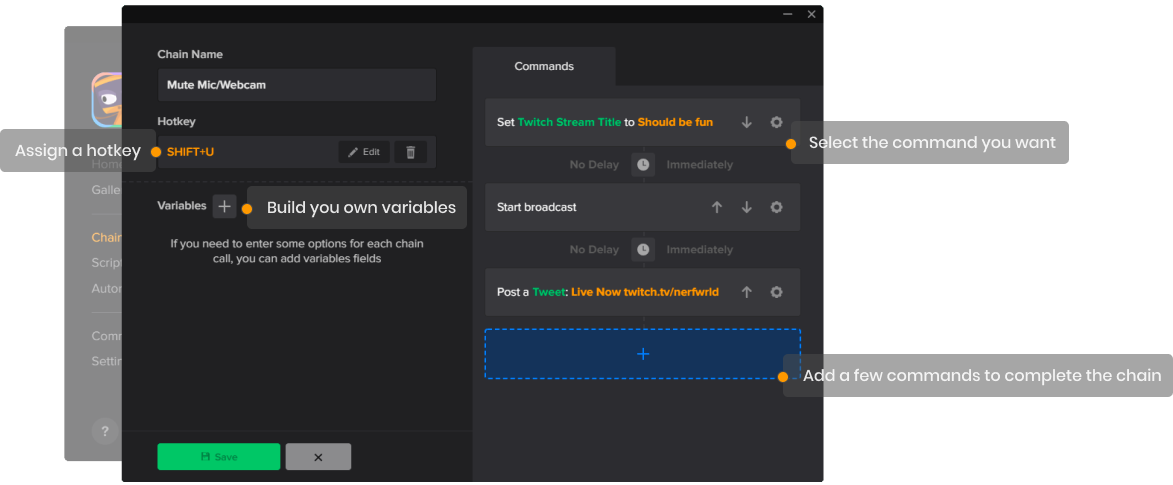 Chain Name
Mute Mic/Webcam
Hotkey
Assign a hotkey
SHIFT+U
Edit
Variables
Build you own variables
If you need to enter some options for each chain
call, you can add variables fields
Save
Commands
Set Twitch Stream Title to Should be fun
Select the command you want
No Delay
Immediately
Start broadcast
No Delay
Immediately
Post a Tweet: Live Now twitch.tv/nerfwrld
Add a few commands to complete the chain
Home
Galle
Chain
Script
Autor
Comm
Settin
?